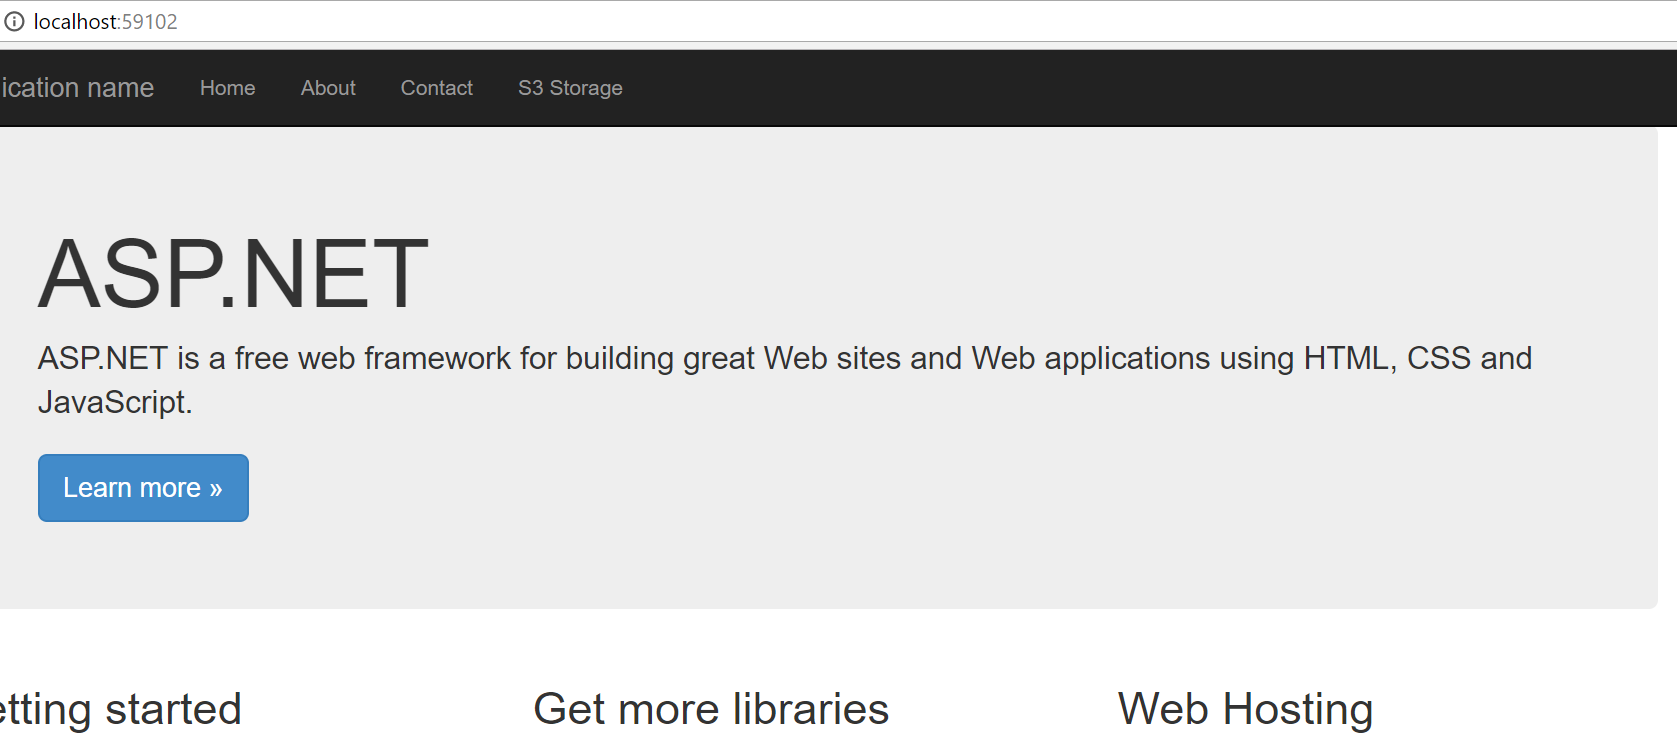 localhost:59102
ication name Home About Contact S3 Storage
ASP.NET
ASP.NET is a free web framework for building great Web sites and Web applications using HTML, CSS and
JavaScript.
Learn more »
etting started Get more libraries Web Hosting